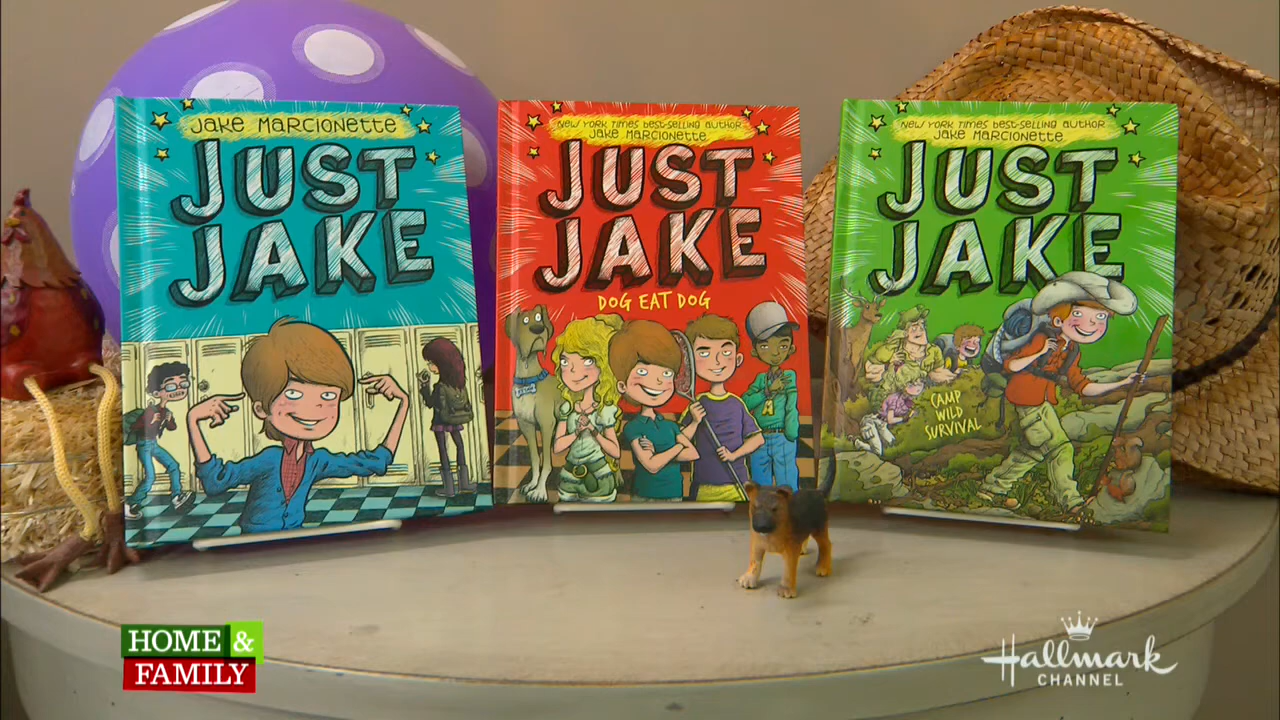 JAKE MARCIONETTE
JUST
JAKE
NEW YORK TIMES BEST-SELLING AUTHOR
JAKE MARCIONETTE
JUST
JAKE
DOG EAT DOG
A
NEW YORK TIMES BEST-SELLING AUTHOR
JAKE MARCIONETTE
JUST
JAKE
CAMP
WILD
SURVIVAL
HOME &
FAMILY
Hallmark
CHANNEL